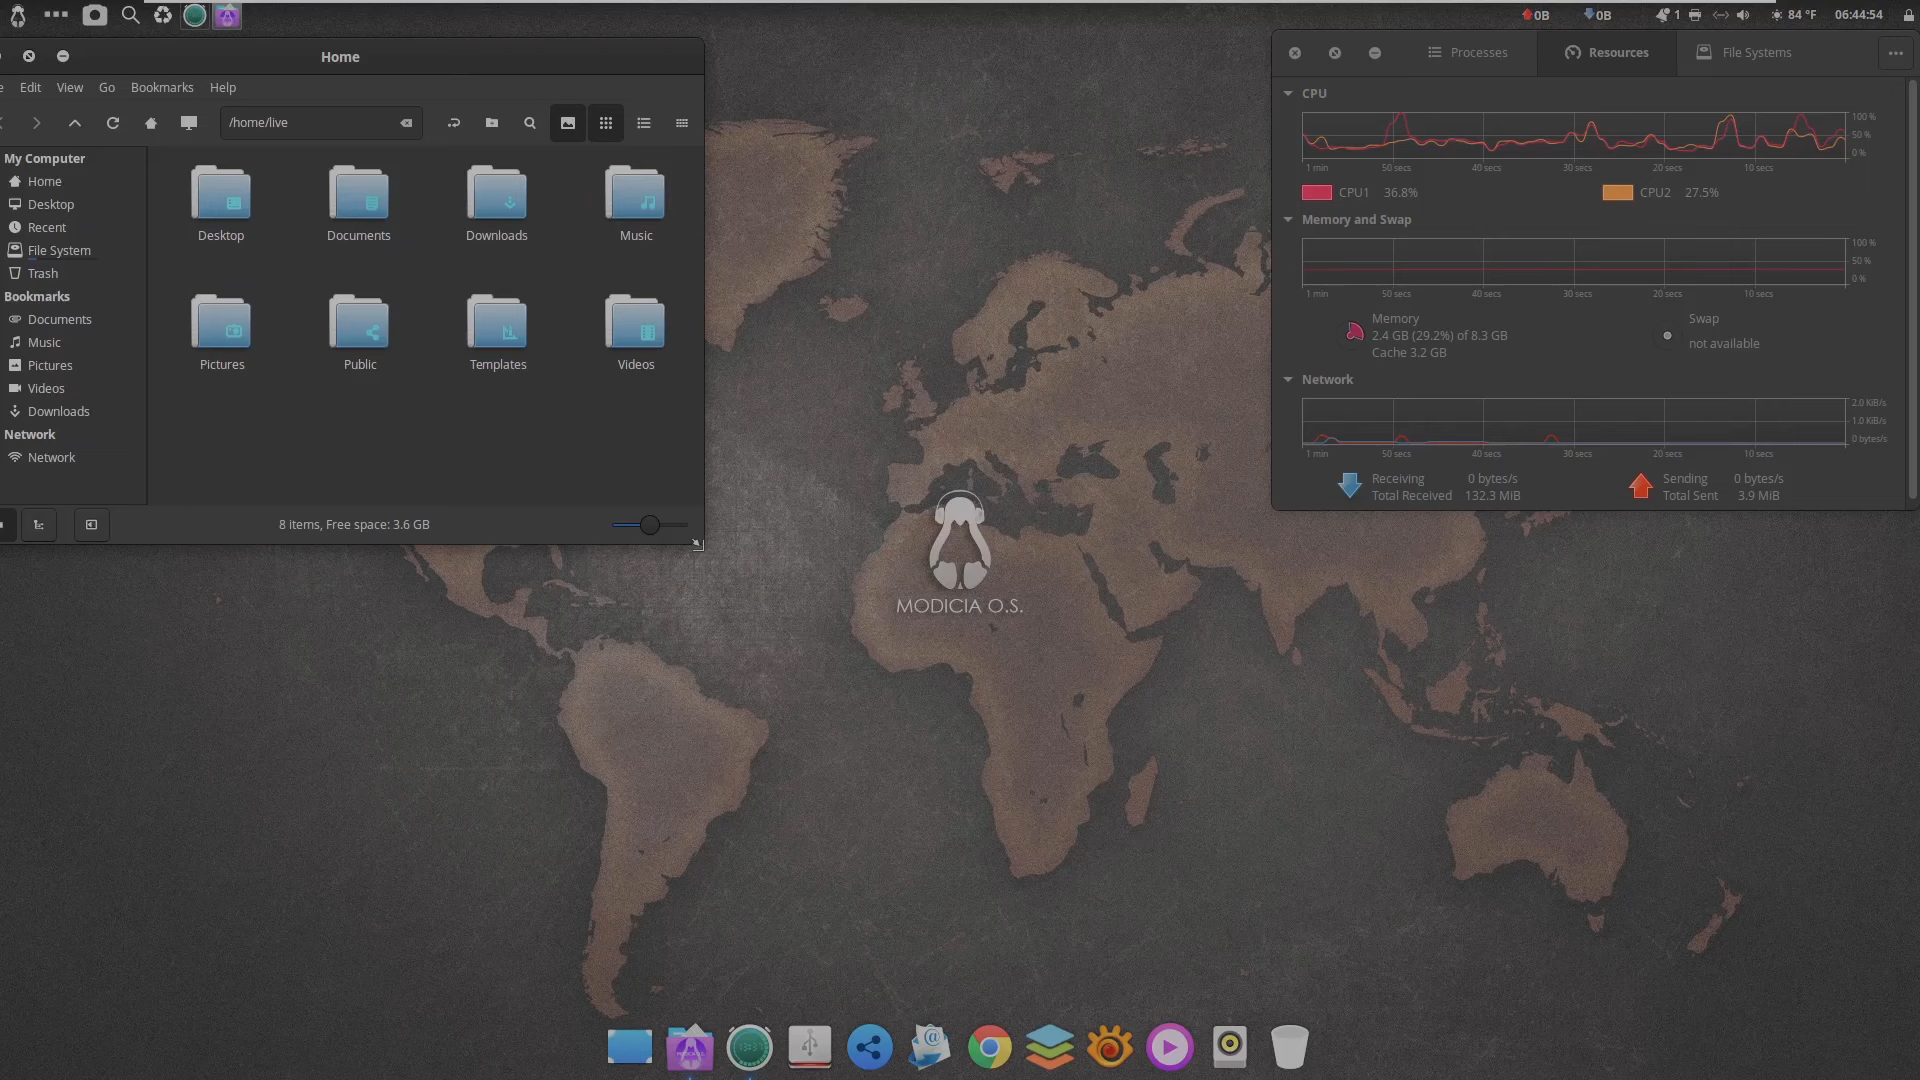 0B
0B
1
84 °F
06:44:54
Home
Edit View Go Bookmarks Help
/home/live
My Computer
Home
Desktop
Recent
File System
Trash
Bookmarks
Documents
Music
Pictures
Videos
Downloads
Network
Network
Desktop
Documents
Downloads
Music
Pictures
Public
Templates
Videos
8 items, Free space: 3.6 GB
Processes
Resources
File Systems
CPU
100 %
50 %
0 %
1 min 50 secs 40 secs 30 secs 20 secs 10 secs
CPU1 36.8%
CPU2 27.5%
Memory and Swap
100 %
50 %
0 %
1 min 50 secs 40 secs 30 secs 20 secs 10 secs
Memory
2.4 GB (29.2%) of 8.3 GB
Cache 3.2 GB
Swap
not available
Network
2.0 KiB/s
1.0 KiB/s
0 bytes/s
1 min 50 secs 40 secs 30 secs 20 secs 10 secs
Receiving 0 bytes/s
Total Received 132.3 MiB
Sending 0 bytes/s
Total Sent 3.9 MiB
MODICIA O.S.